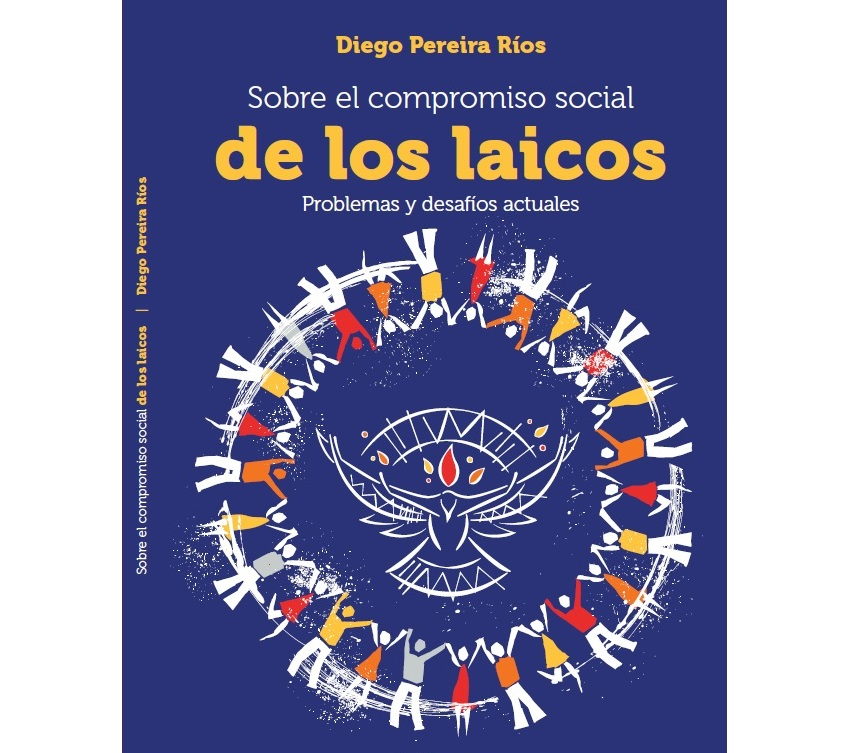 Diego Pereira Ríos
Sobre el compromiso social
de los laicos
Problemas y desafíos actuales
Sobre el compromiso social de los laicos | Diego Pereira Ríos